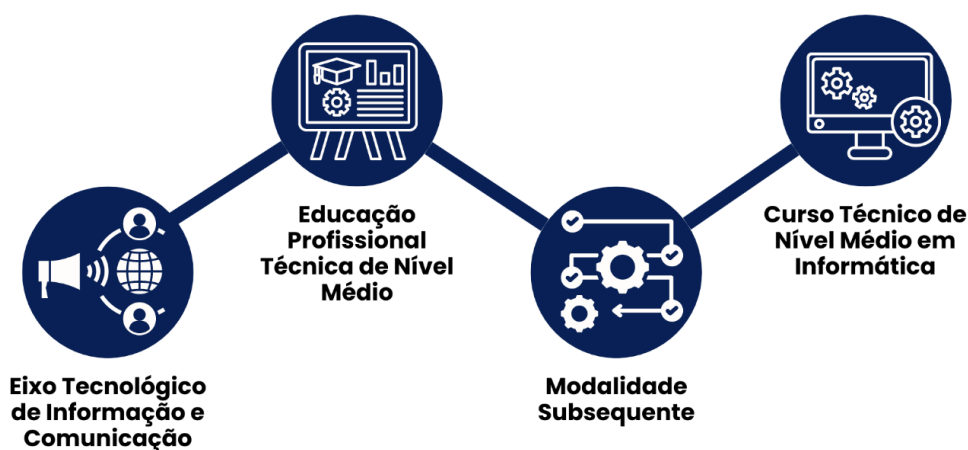 Eixo Tecnológico
de Informação e
Comunicação
Educação
Profissional
Técnica de Nível
Médio
Modalidade
Subsequente
Curso Técnico de
Nível Médio em
Informática